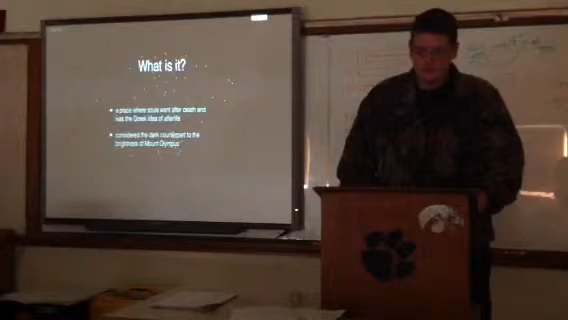 What is it?
a place where souls went after death and
was the Greek idea of afterlife
considered the dark counterpart to the
brightness of Mount Olympus